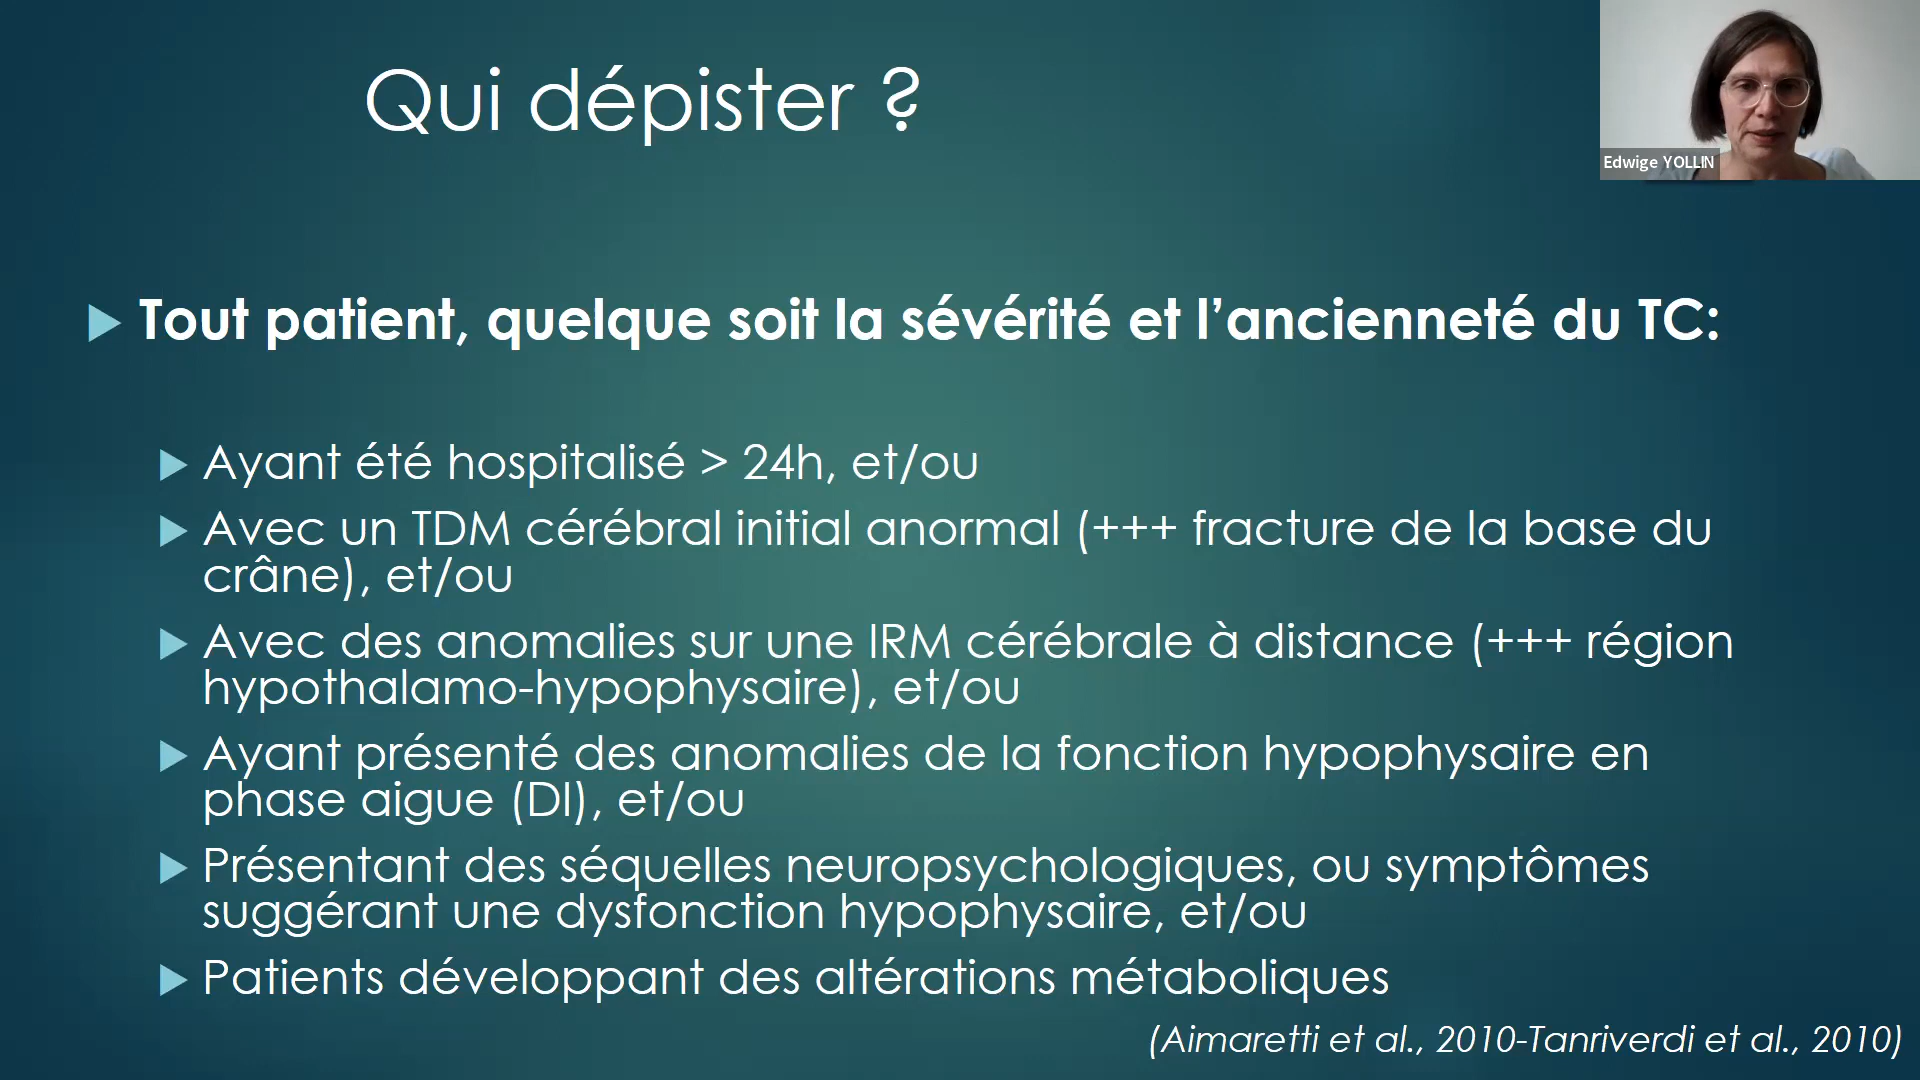 Qui dépister ?
Edwige YOLLIN
Tout patient, quelque soit la sévérité et l'ancienneté du TC:
Ayant été hospitalisé > 24h, et/ou
Avec un TDM cérébral initial anormal (+++ fracture de la base du
crâne), et/ou
Avec des anomalies sur une IRM cérébrale à distance (+++ région
hypothalamo-hypophysaire), et/ou
Ayant présenté des anomalies de la fonction hypophysaire en
phase aigue (DI), et/ou
Présentant des séquelles neuropsychologiques, ou symptômes
suggérant une dysfonction hypophysaire, et/ou
Patients développant des altérations métaboliques
(Aimaretti et al., 2010-Tanriverdi et al., 2010)